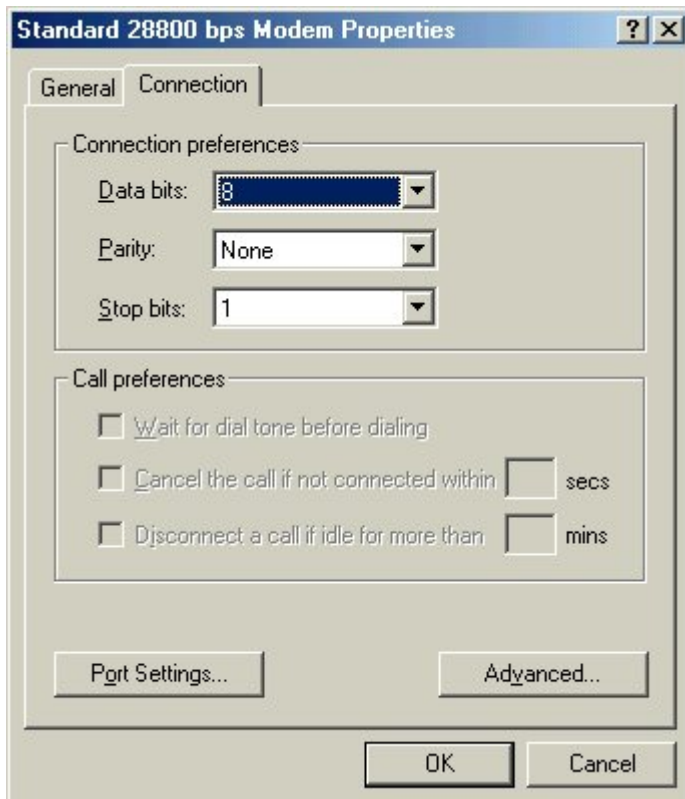 Standard 28800 bps Modem Properties
General Connection
Connection preferences
Data bits: 8
Parity: None
Stop bits: 1
Call preferences
Wait for dial tone before dialing
Cancel the call if not connected within secs
Disconnect a call if idle for more than mins
Port Settings... Advanced...
OK Cancel